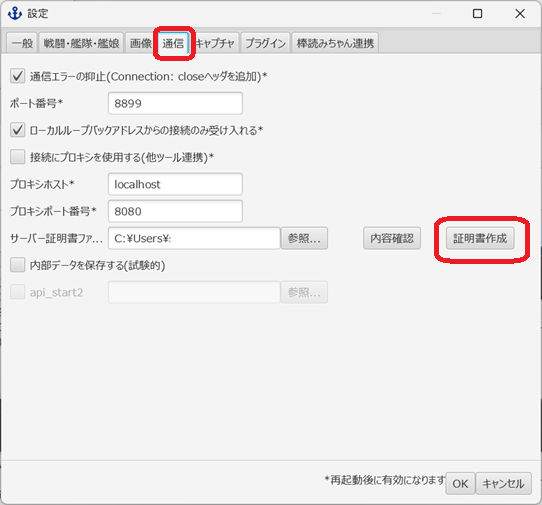 設定
一般 戦闘・艦隊・艦娘 画像 通信 キャプチャ プラグイン 棒読みちゃん連携
通信エラーの抑止(Connection: closeヘッダを追加)*
ポート番号* 8899
ローカルループバックアドレスからの接続のみ受け入れる*
接続にプロキシを使用する(他ツール連携)*
プロキシホスト* localhost
プロキシポート番号* 8080
サーバー証明書ファ... C:¥Users¥: 参照... 内容確認 証明書作成
内部データを保存する(試験的)
api_start2 参照...
*再起動後に有効になります OK キャンセル